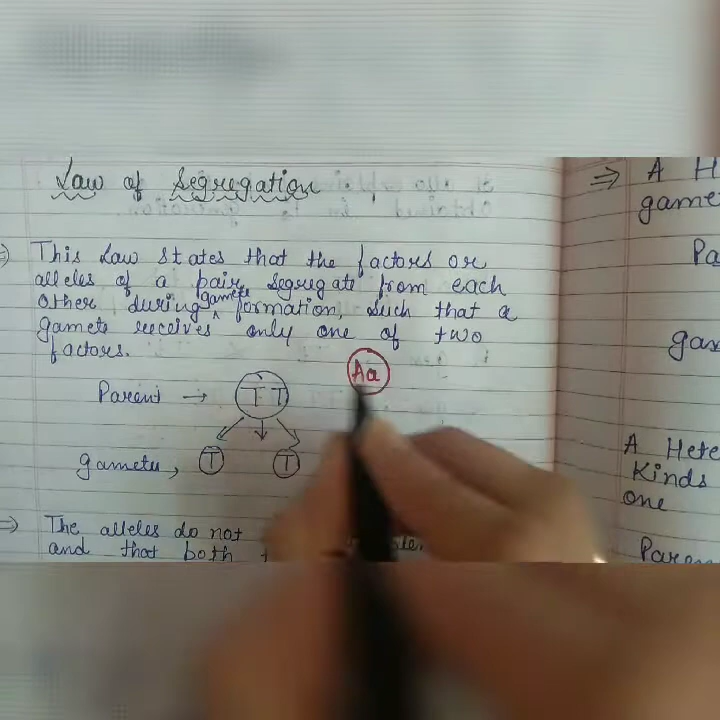 Law of Segregation
⇒ This Law states that the factors or
alleles of a pair segregate from each
other, during gamete formation, such that a
gamete receives only one of two
factors.
Parent → TT
Aa
gametes, T T
⇒ The alleles do not
and that both
⇒ A H
game
Pa
gam
A Hete
Kinds
one
Paren